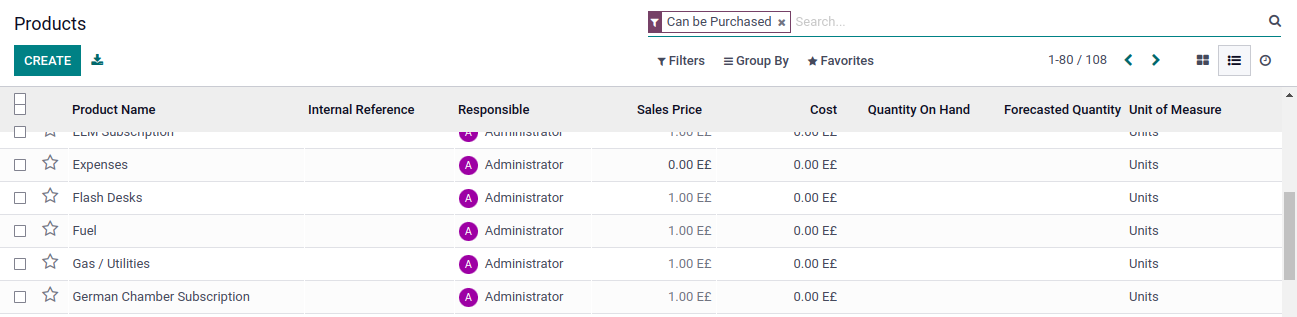 Products
Can be Purchased ×
Search...
CREATE
Filters
Group By
Favorites
1-80 / 108
Product Name Internal Reference Responsible Sales Price Cost Quantity On Hand Forecasted Quantity Unit of Measure
Subscription A Administrator 1.00 E£ 0.00 E£ Units
Expenses A Administrator 0.00 E£ 0.00 E£ Units
Flash Desks A Administrator 1.00 E£ 0.00 E£ Units
Fuel A Administrator 1.00 E£ 0.00 E£ Units
Gas / Utilities A Administrator 1.00 E£ 0.00 E£ Units
German Chamber Subscription A Administrator 1.00 E£ 0.00 E£ Units